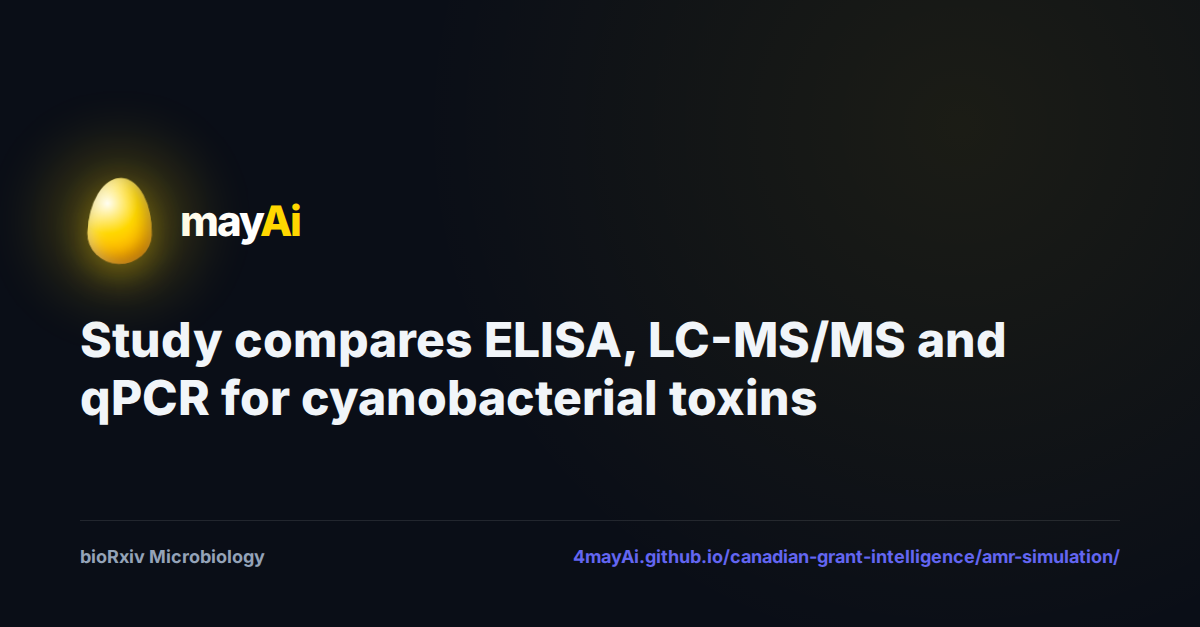 mayAi
Study compares ELISA, LC-MS/MS and
qPCR for cyanobacterial toxins
bioRxiv Microbiology
4mayAi.github.io/canadian-grant-intelligence/amr-simulation/